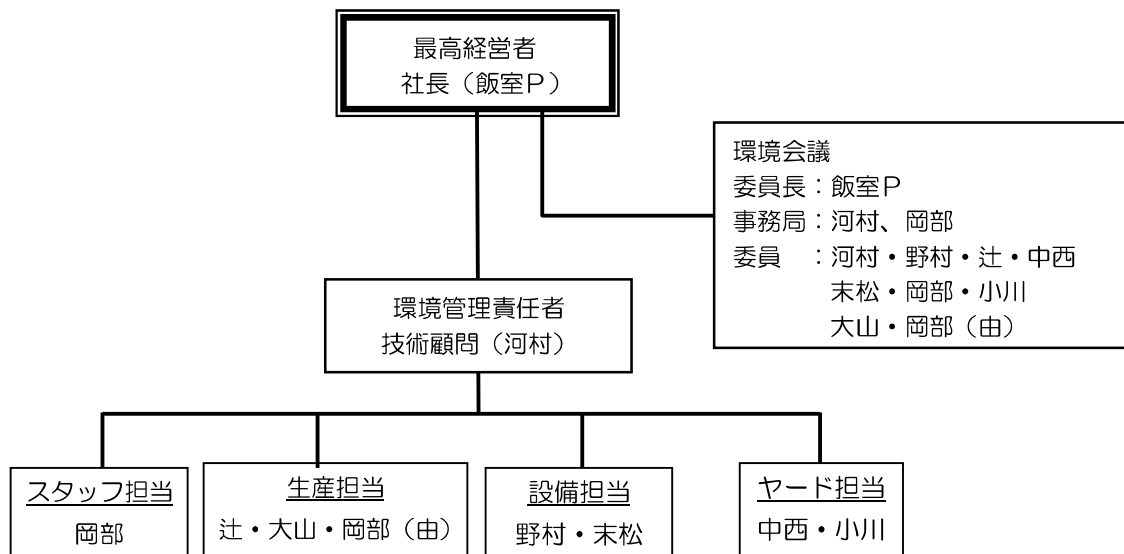 最高経営者
社長（飯室P）
環境会議
委員長：飯室P
事務局：河村、岡部
委員　：河村・野村・辻・中西
末松・岡部・小川
大山・岡部（由）
環境管理責任者
技術顧問（河村）
スタッフ担当
岡部
生産担当
辻・大山・岡部（由）
設備担当
野村・末松
ヤード担当
中西・小川